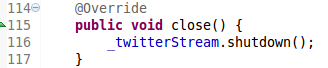 114 @Override
115 public void close() {
116 _twitterStream.shutdown();
117 }